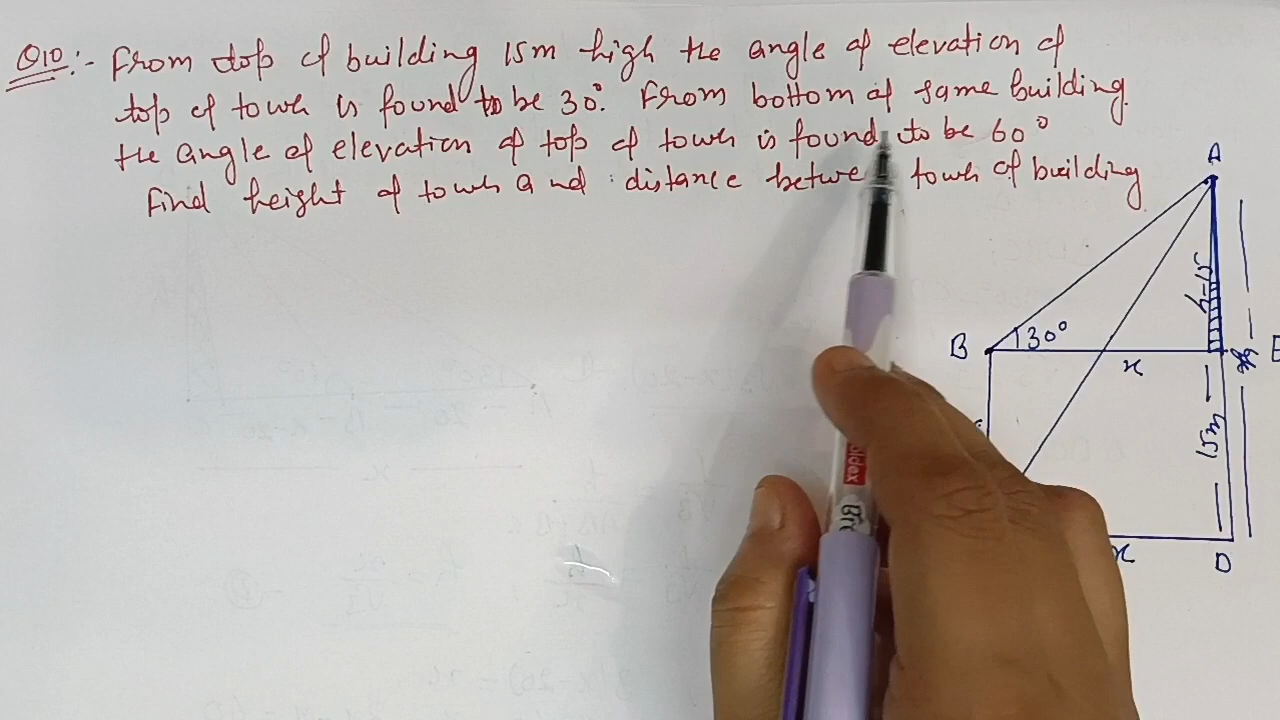 Q10:- From top of building 15m high the angle of elevation of
top of tower is found to be 30°. From bottom of same building
the angle of elevation of top of tower is found to be 60°
Find height of tower and distance betwe tower of building
A
y-15
B 30°
x
E
y
15m
x
D
oldex